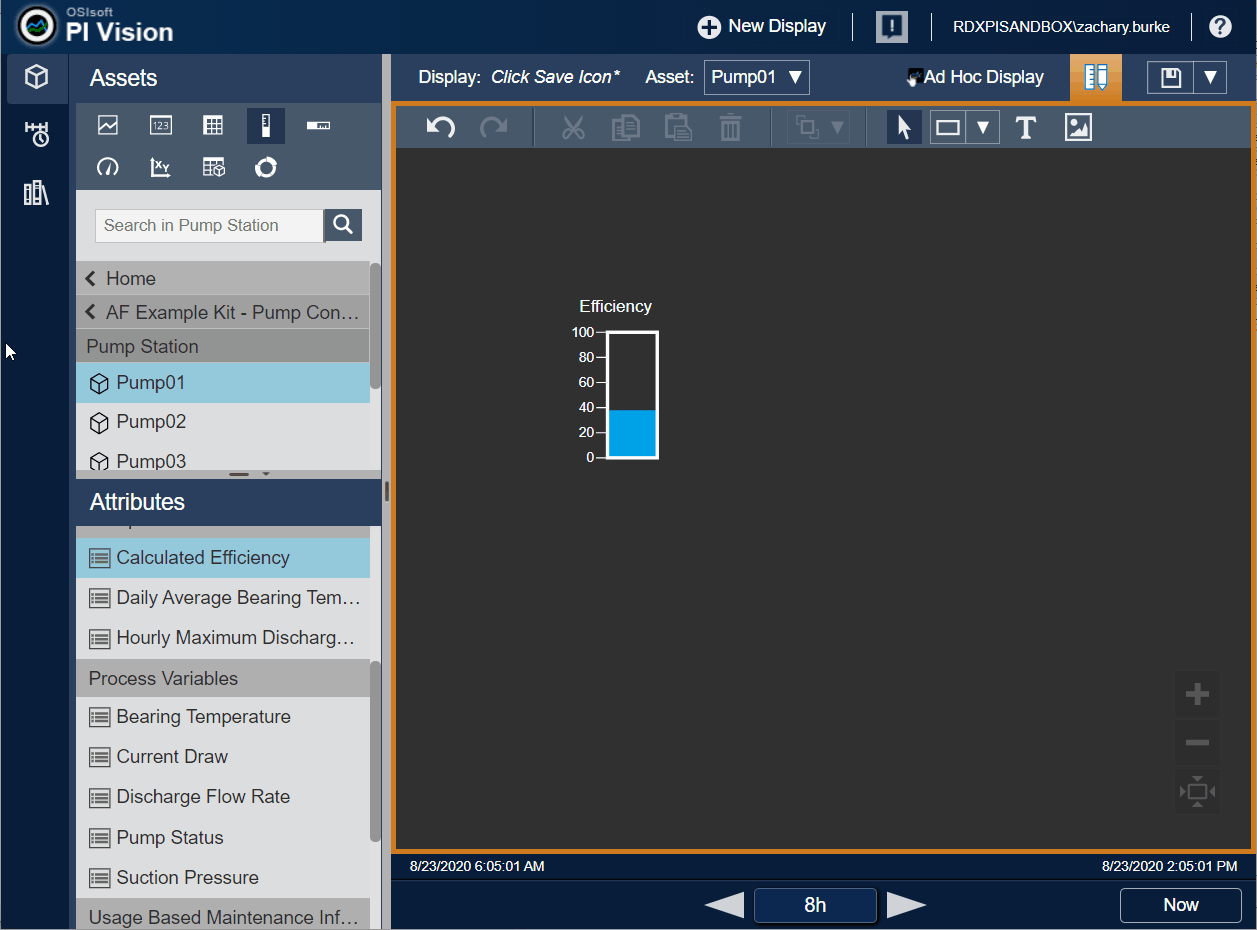 OSIsoft
PI Vision
New Display
RDXPISANDBOX\zachary.burke
Assets
Display: Click Save Icon*
Asset: Pump01
Ad Hoc Display
123
XY
T
Search in Pump Station
Home
AF Example Kit - Pump Con...
Pump Station
Pump01
Pump02
Pump03
Attributes
Calculated Efficiency
Daily Average Bearing Tem...
Hourly Maximum Discharg...
Process Variables
Bearing Temperature
Current Draw
Discharge Flow Rate
Pump Status
Suction Pressure
Usage Based Maintenance Inf...
Efficiency
100
80
60
40
20
0
8/23/2020 6:05:01 AM
8/23/2020 2:05:01 PM
8h
Now